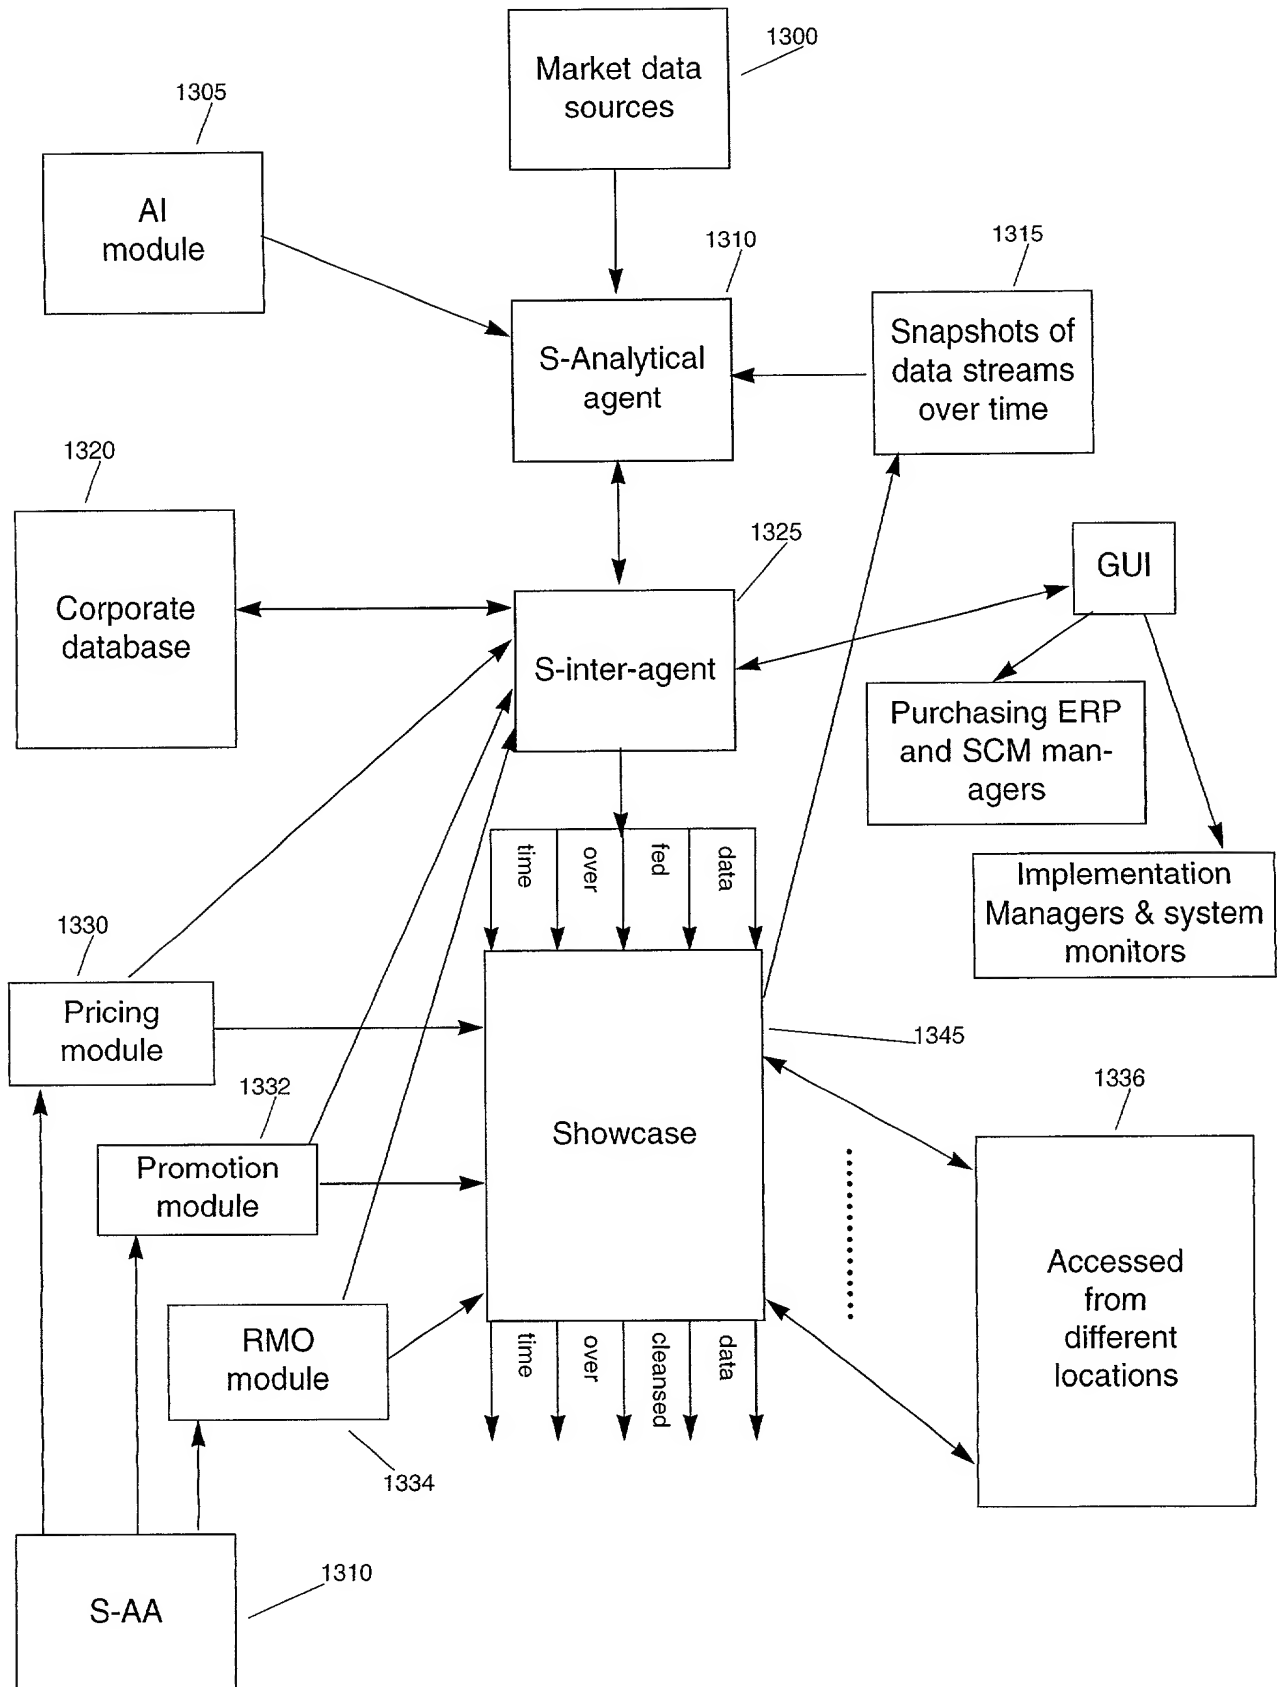 1300
Market data
sources
1305
AI
module
1310
S-Analytical
agent
1315
Snapshots of
data streams
over time
1320
Corporate
database
1325
S-inter-agent
GUI
Purchasing ERP
and SCM man-
agers
Implementation
Managers & system
monitors
time
over
fed
data
1330
Pricing
module
1345
Showcase
1332
Promotion
module
1336
Accessed
from
different
locations
RMO
module
1334
time
over
cleansed
data
1310
S-AA